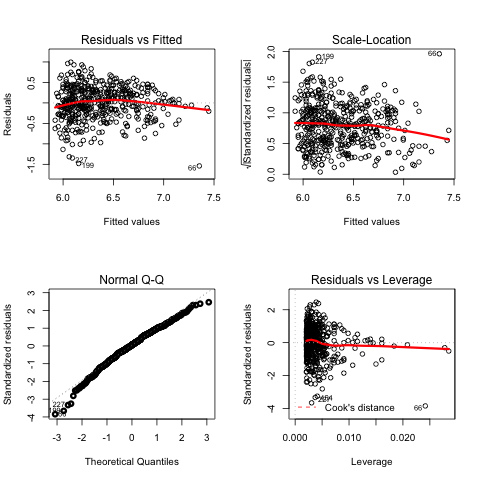 Residuals vs Fitted
Residuals
0.5
-0.5
-1.5
227
199
66
6.0 6.5 7.0 7.5
Fitted values
Scale-Location
√|Standardized residuals|
2.0
1.5
1.0
0.5
0.0
199
227
66
6.0 6.5 7.0 7.5
Fitted values
Normal Q-Q
Standardized residuals
3
2
1
0
-1
-2
-3
-4
227
-3 -2 -1 0 1 2 3
Theoretical Quantiles
Residuals vs Leverage
Standardized residuals
2
0
-2
-4
Cook's distance
66
0.000 0.010 0.020
Leverage